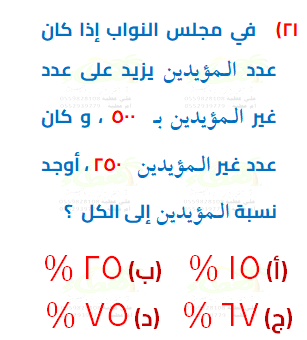 ٢١) في مجلس النواب إذا كان
عدد المؤيدين يزيد على عدد
غير المؤيدين بـ ٥٠٠ ، و كان
عدد غير المؤيدين ٢٥٠ ، أوجد
نسبة المؤيدين إلى الكل ؟
(أ) ١٥ % (ب) ٢٥ %
(ج) ٦٧ % (د) ٧٥ %